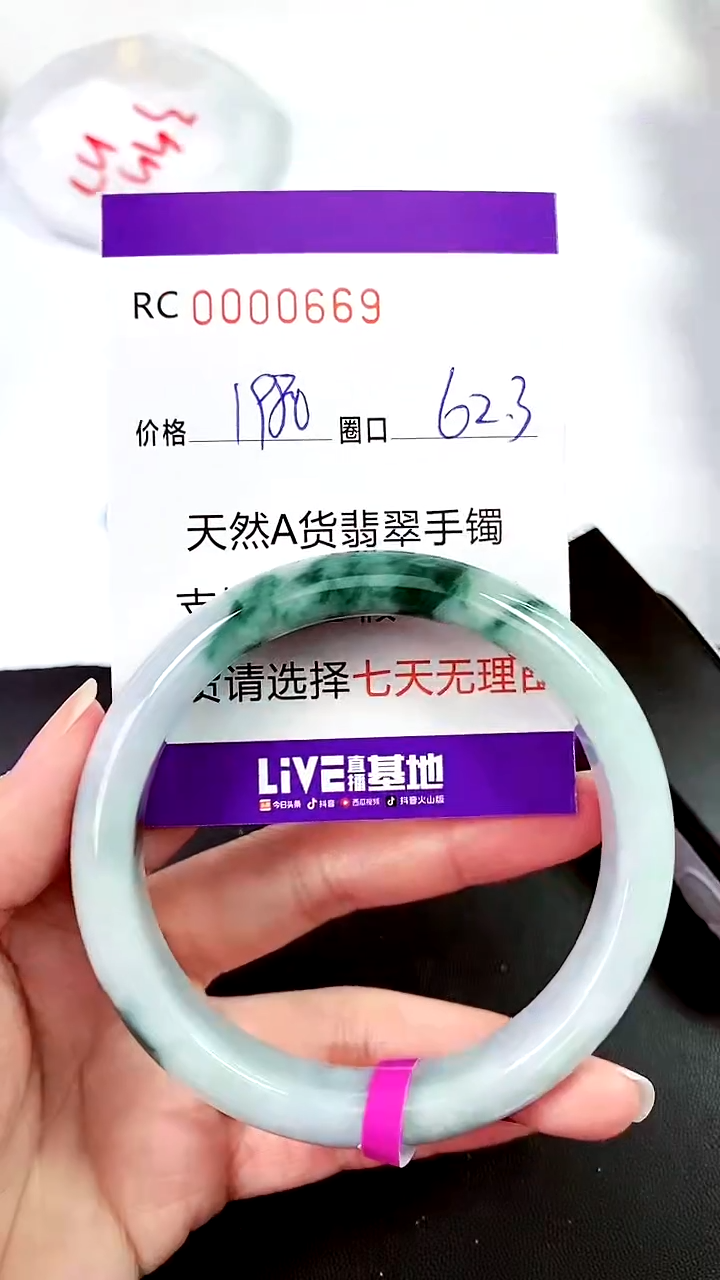 RC 0000669
价格 1980 圈口 62.3
天然A货翡翠手镯
支
请选择七天无理由
LiVE直播基地
今日头条 抖音 西瓜视频 抖音火山版